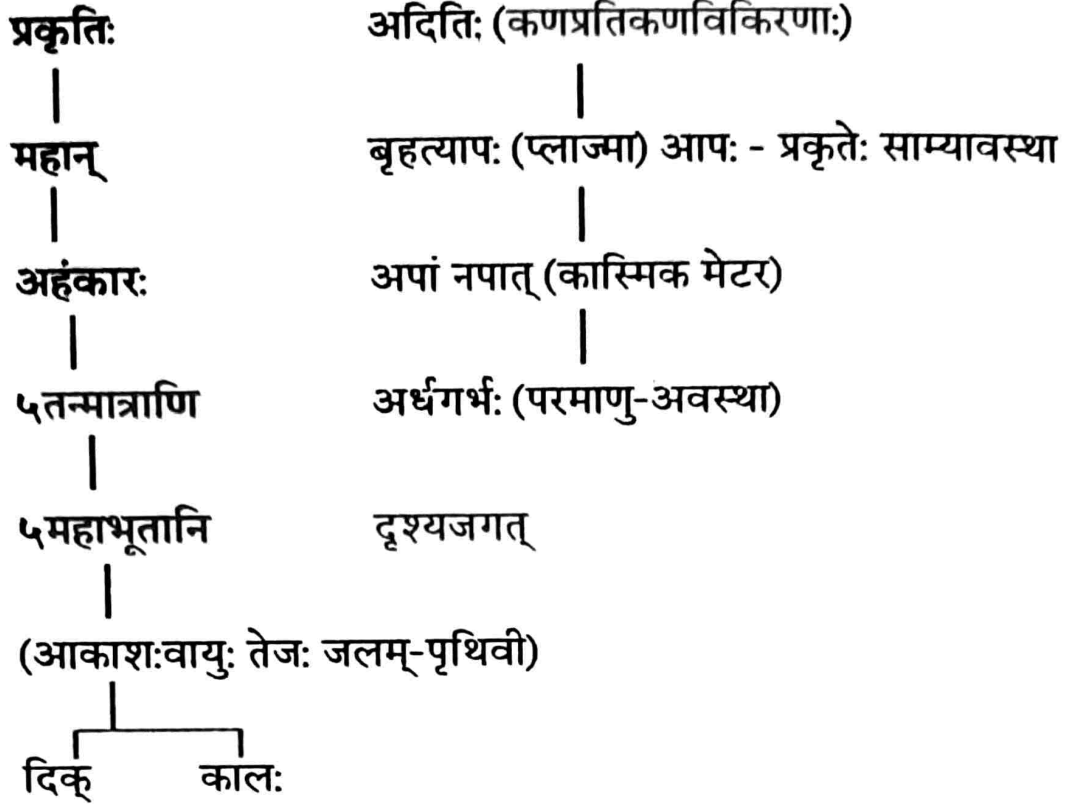 प्रकृतिः अदितिः (कणप्रतिकणविकिरणाः)
महान् बृहत्यापः (प्लाज्मा) आपः - प्रकृतेः साम्यावस्था
अहंकारः अपां नपात् (कास्मिक मेटर)
५तन्मात्राणि अर्धगर्भः (परमाणु-अवस्था)
५महाभूतानि दृश्यजगत्
(आकाशःवायुः तेजः जलम्-पृथिवी)
दिक् कालः